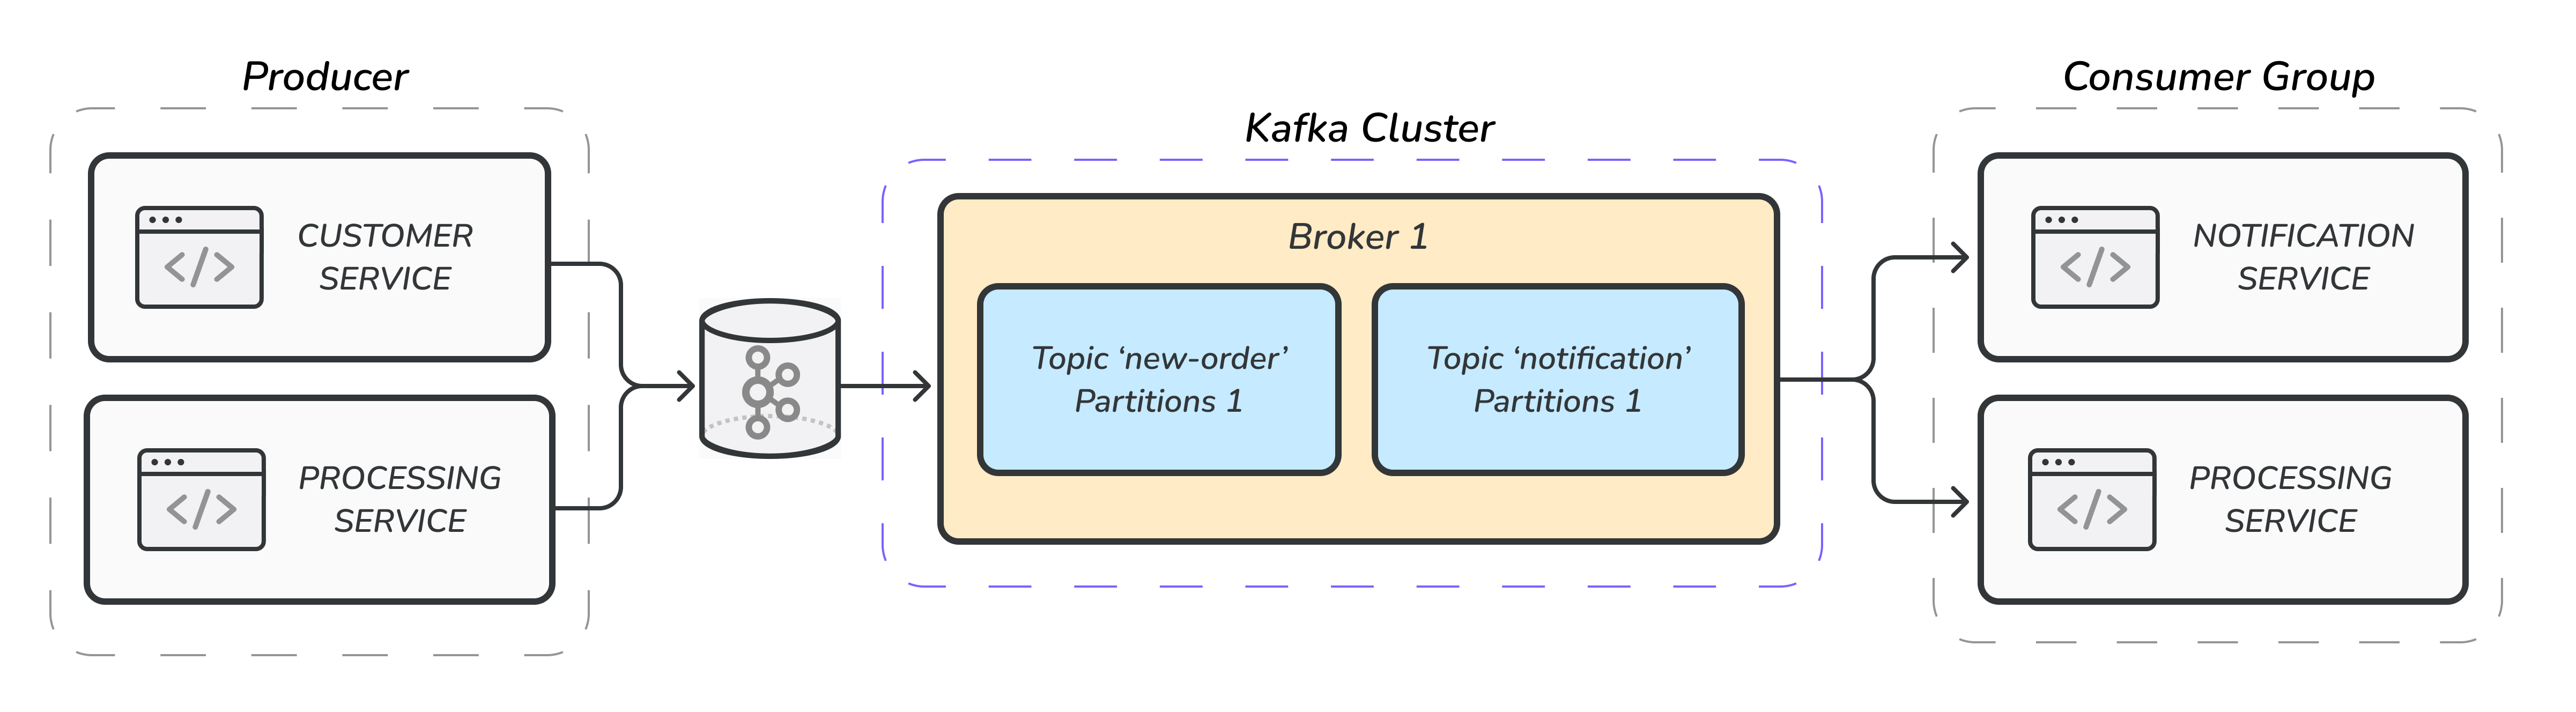 Producer
CUSTOMER
SERVICE
PROCESSING
SERVICE
Kafka Cluster
Broker 1
Topic ‘new-order’
Partitions 1
Topic ‘notification’
Partitions 1
Consumer Group
NOTIFICATION
SERVICE
PROCESSING
SERVICE